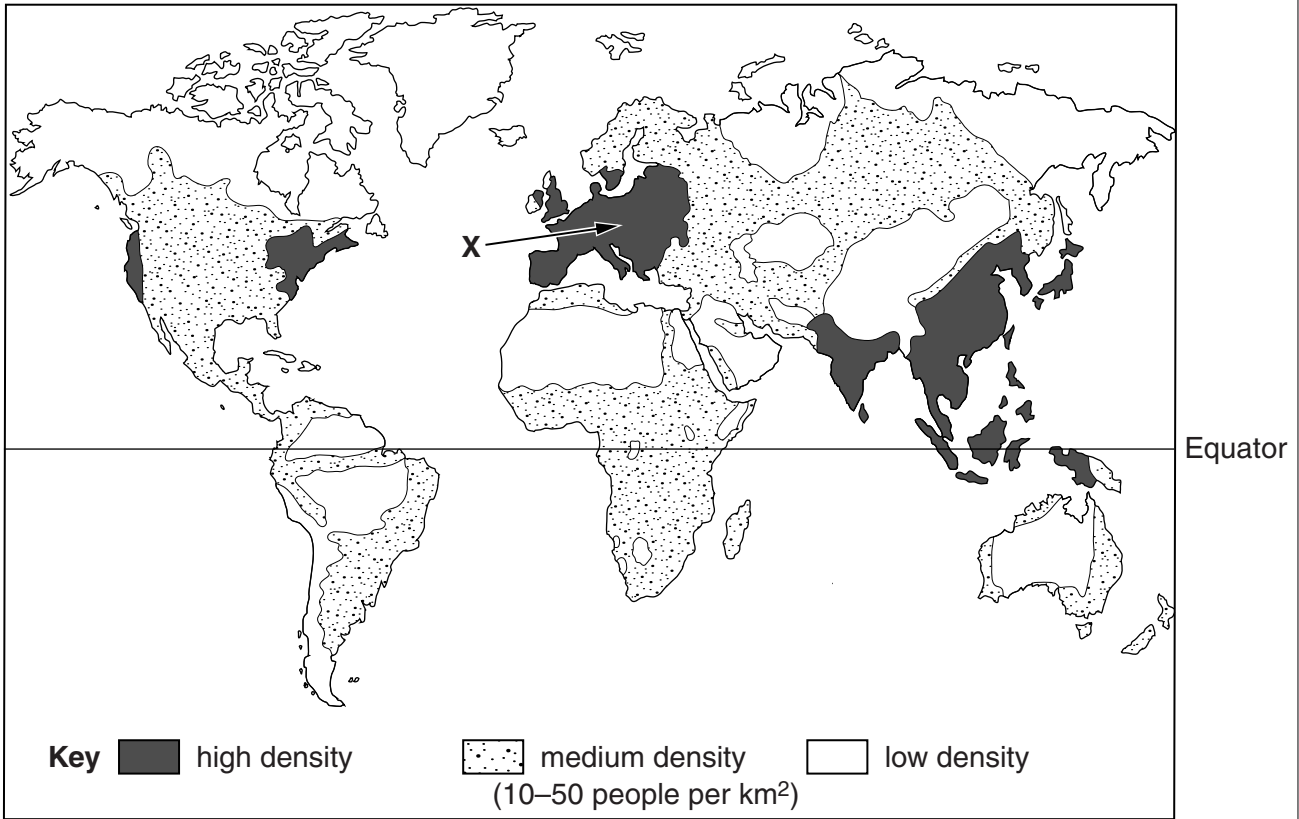 X
Equator
Key high density medium density low density
(10–50 people per km²)